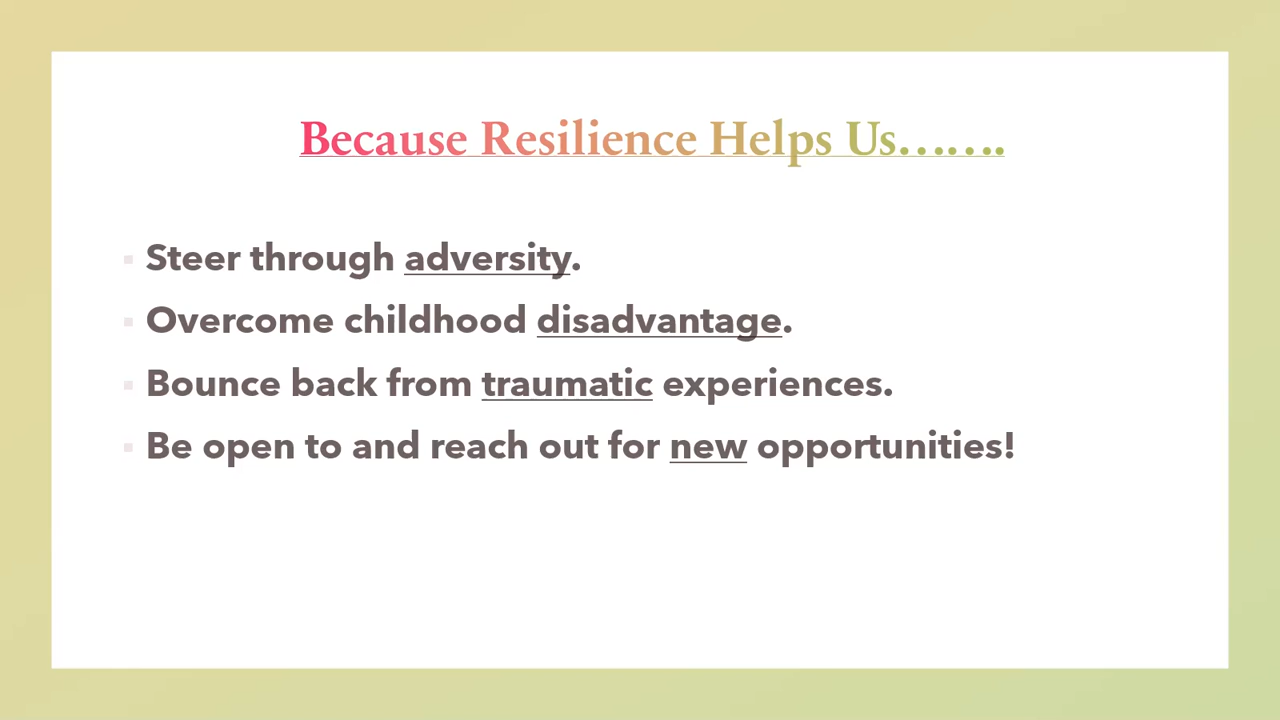 Because Resilience Helps Us…….
Steer through adversity.
Overcome childhood disadvantage.
Bounce back from traumatic experiences.
Be open to and reach out for new opportunities!